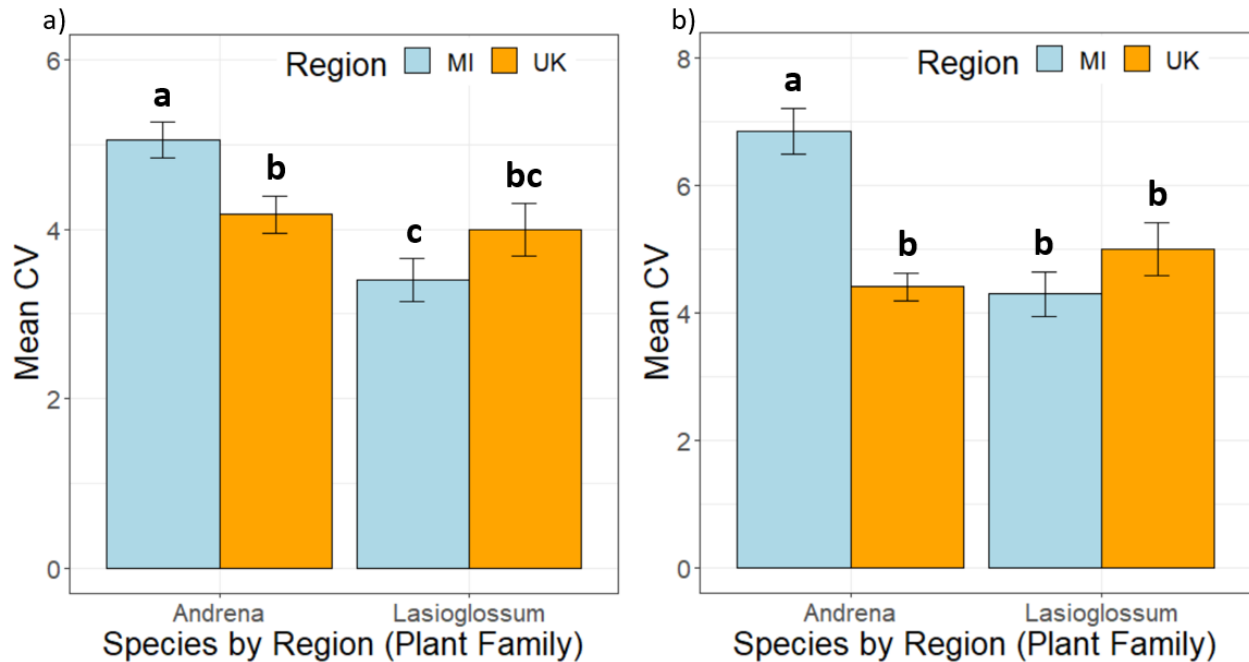 a)
Region MI UK
6
4
2
0
Mean CV
a
b
c
bc
Andrena Lasioglossum
Species by Region (Plant Family)
b)
Region MI UK
8
6
4
2
0
Mean CV
a
b
b
b
Andrena Lasioglossum
Species by Region (Plant Family)